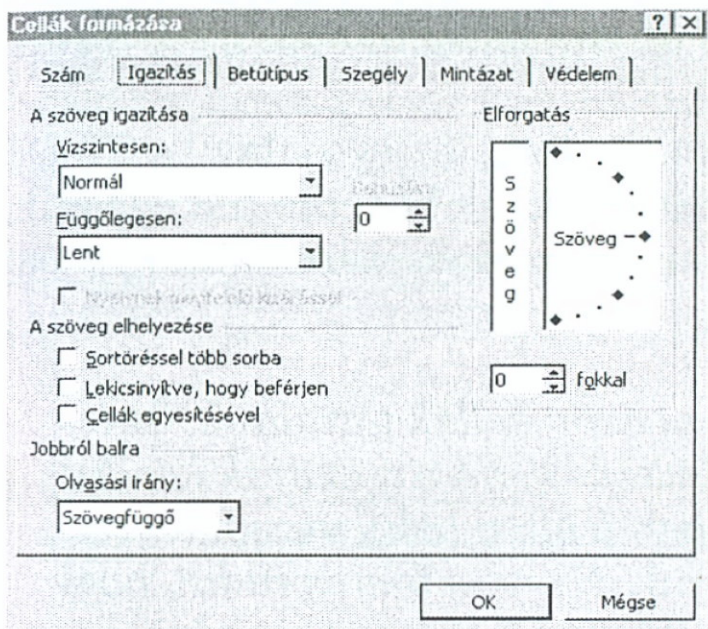 Cellák formázása
Szám Igazítás Betűtípus Szegély Mintázat Védelem
A szöveg igazítása
Vízszintesen:
Normál
Függőlegesen:
0
Lent
A szöveg elhelyezése
Sortöréssel több sorba
Lekicsinyítve, hogy beférjen
Cellák egyesítésével
Jobbról balra
Olvasási irány:
Szövegfüggő
Elforgatás
Szöveg
Szöveg
0 fokkal
OK Mégse